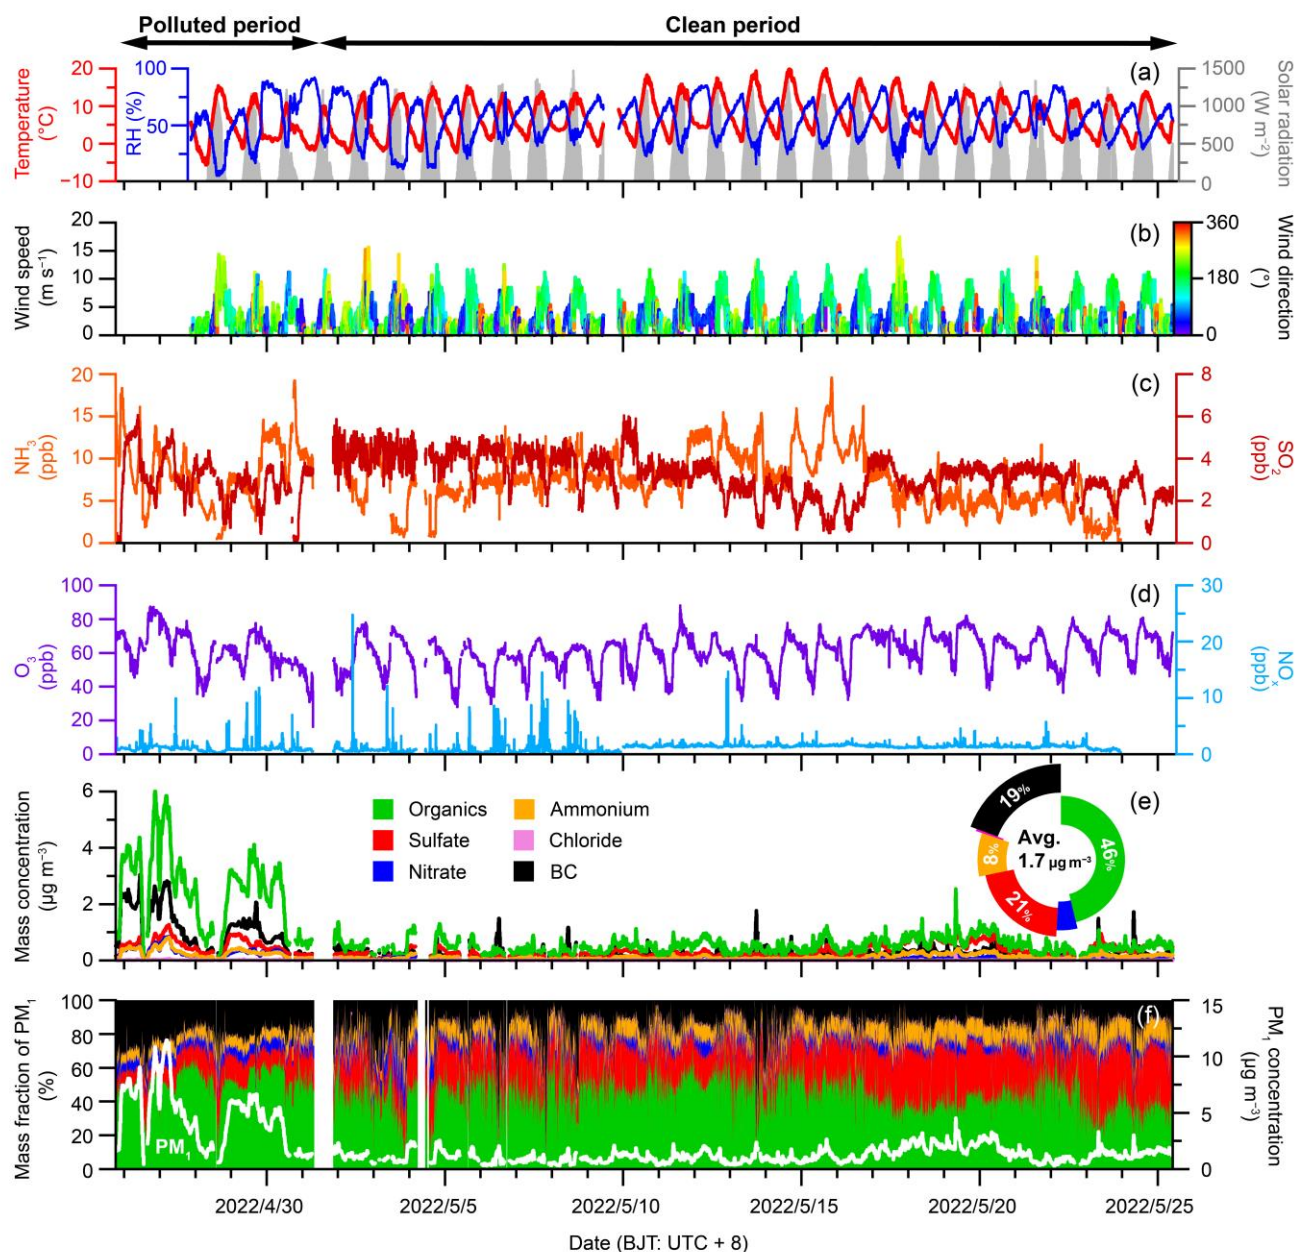 Polluted period
Clean period
(a)
Temperature
(°C)
20
10
0
−10
RH (%)
100
50
1500
1000
500
0
Solar radiation
(W m⁻²)
(b)
Wind speed
(m s⁻¹)
20
15
10
5
0
360
180
0
Wind direction
(°)
(c)
NH₃
(ppb)
20
15
10
5
0
8
6
4
2
0
SO₂
(ppb)
(d)
O₃
(ppb)
100
80
60
40
20
0
30
20
10
0
NOₓ
(ppb)
(e)
Mass concentration
(µg m⁻³)
6
4
2
0
Organics
Sulfate
Nitrate
Ammonium
Chloride
BC
19%
46%
8%
21%
Avg.
1.7 µg m⁻³
(f)
Mass fraction of PM₁
(%)
100
80
60
40
20
0
PM₁
15
10
5
0
PM₁ concentration
(µg m⁻³)
2022/4/30
2022/5/5
2022/5/10
2022/5/15
2022/5/20
2022/5/25
Date (BJT: UTC + 8)